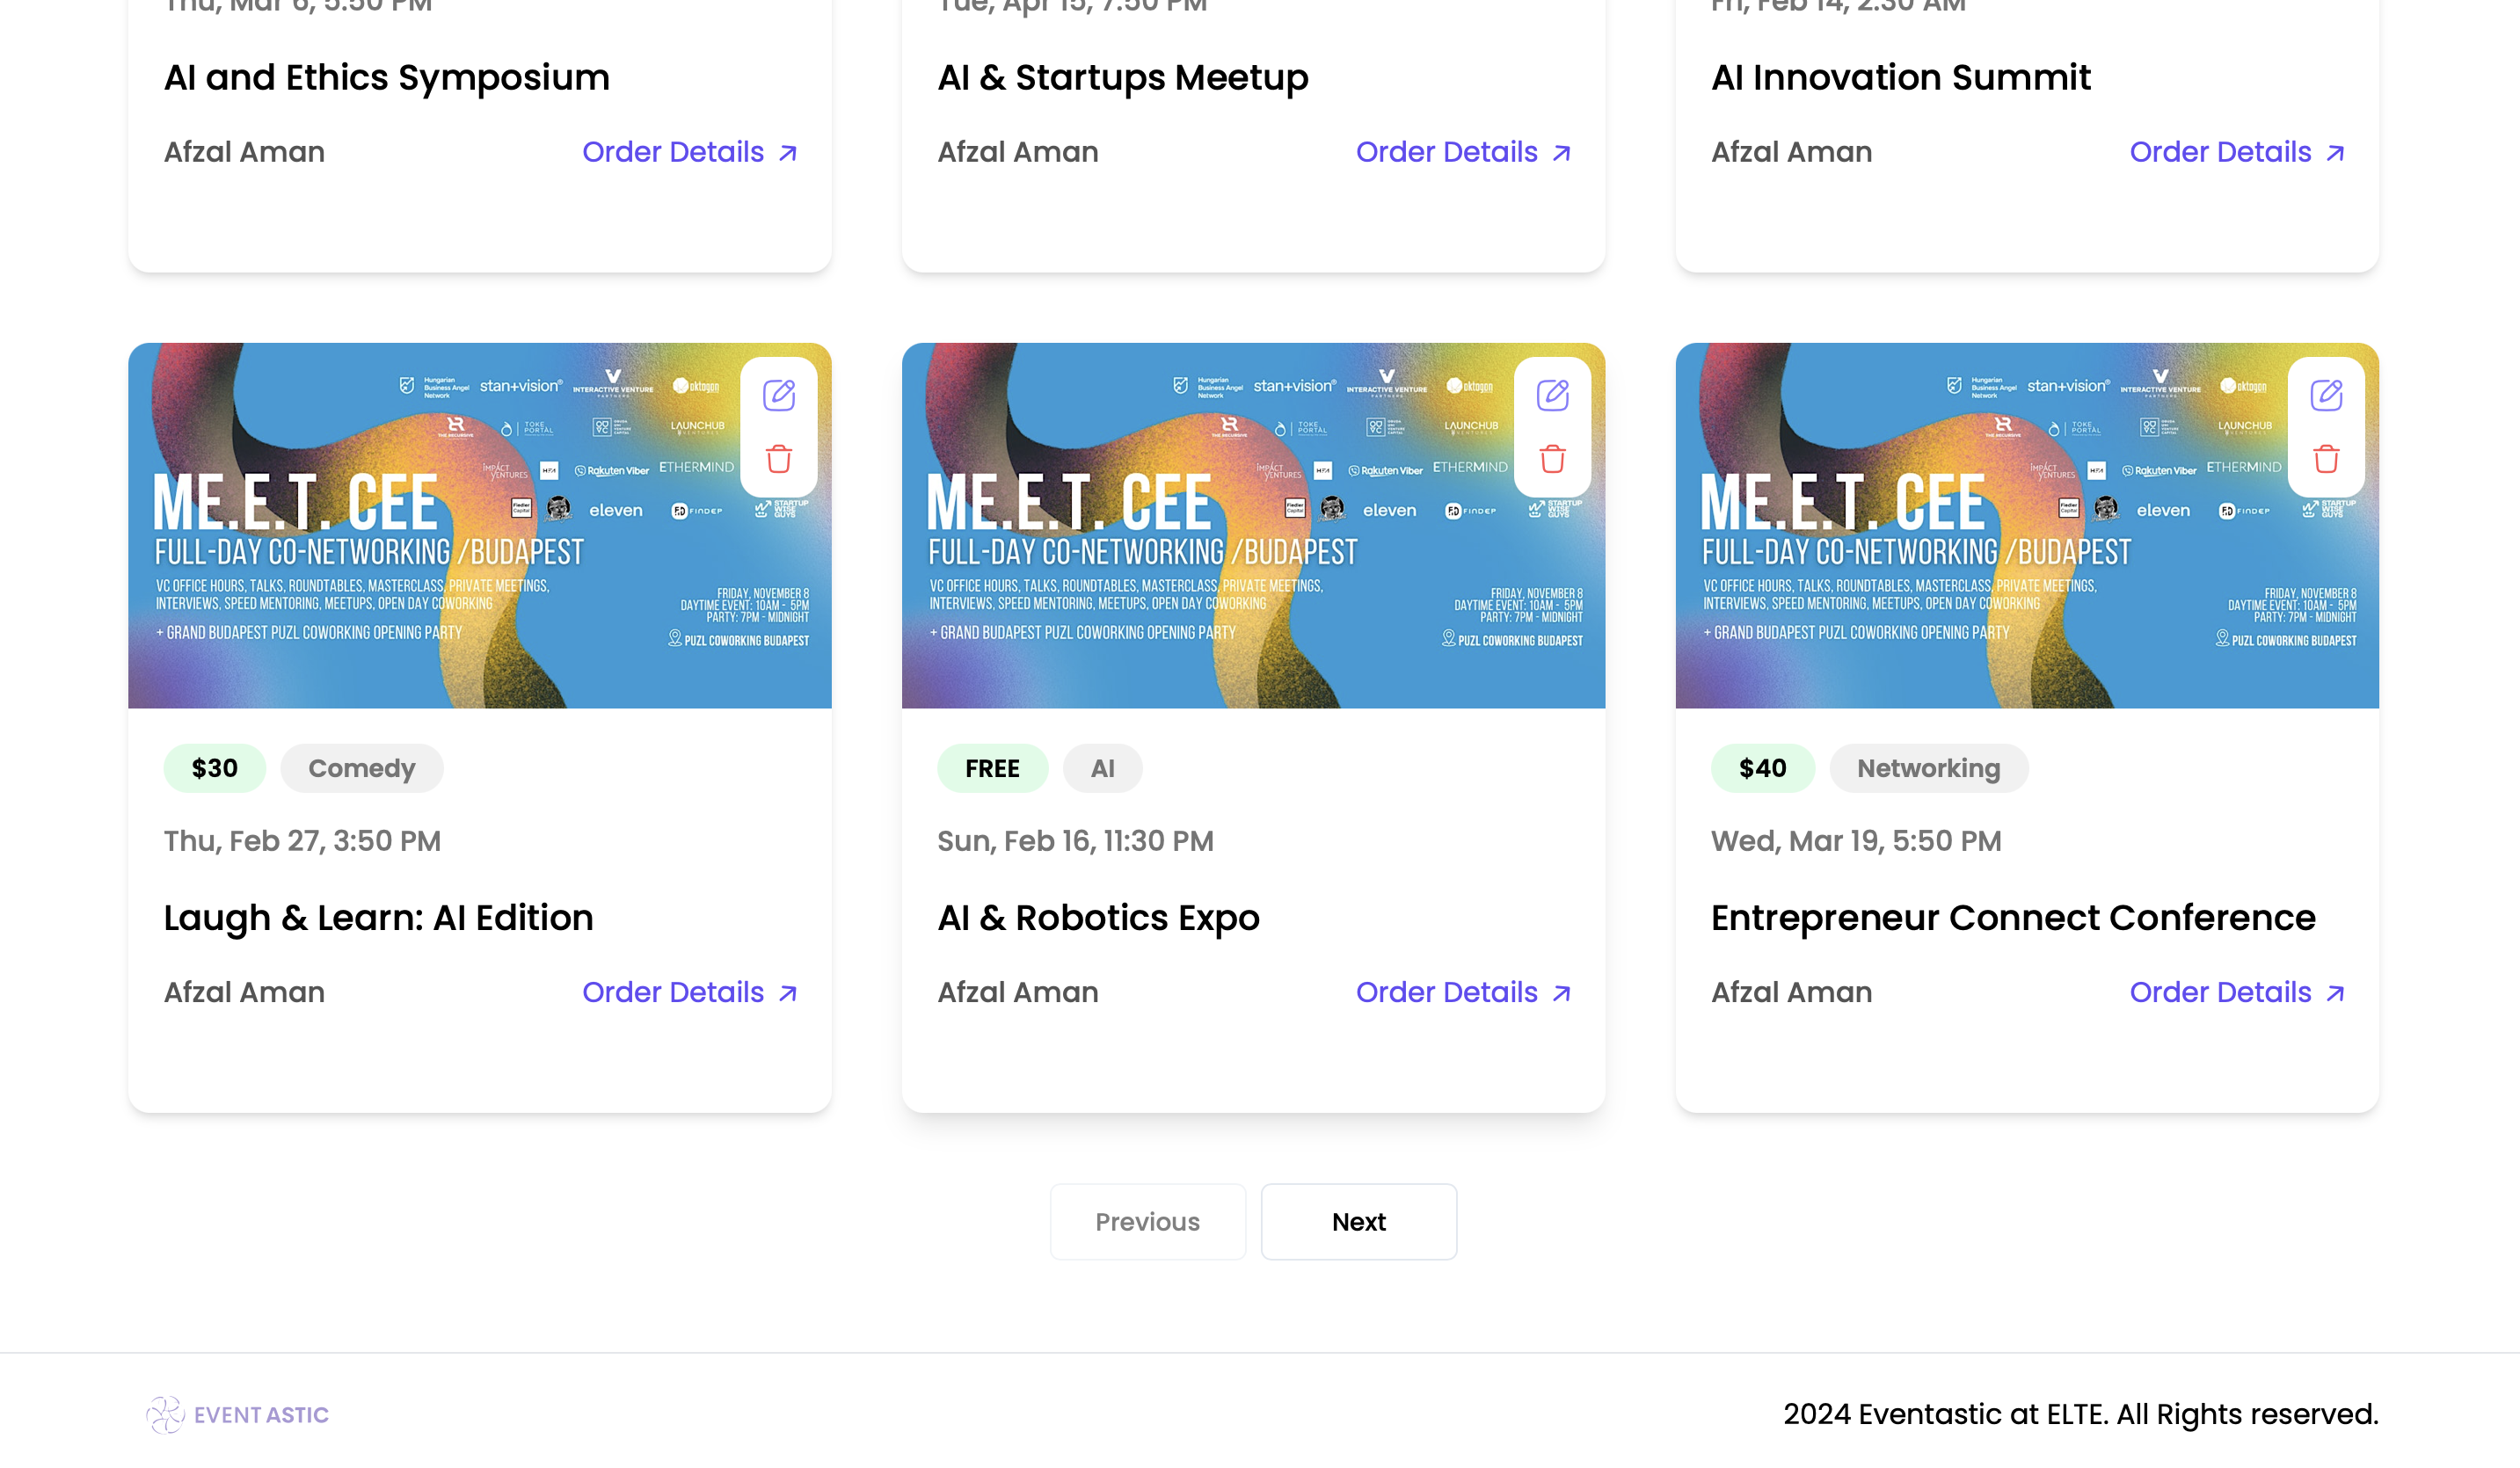 Thu, Mar 6, 5:50 PM
Tue, Apr 15, 7:50 PM
Fri, Feb 14, 2:30 AM
AI and Ethics Symposium
AI & Startups Meetup
AI Innovation Summit
Afzal Aman
Order Details
Afzal Aman
Order Details
Afzal Aman
Order Details
Hungarian
Business Angel
Network
stan+vision®
INTERACTIVE VENTURE
PARTNERS
oktogon
THE RECURSIVE
TOKE
PORTAL
LAUNCHUB
VENTURES
IMPACT
VENTURES
Rakuten Viber
ETHERMIND
Fiedler
Capital
eleven
FINDEP
STARTUP
WISE
GUYS
ME.E.T. CEE
FULL-DAY CO-NETWORKING /BUDAPEST
VC OFFICE HOURS, TALKS, ROUNDTABLES, MASTERCLASS, PRIVATE MEETINGS,
INTERVIEWS, SPEED MENTORING, MEETUPS, OPEN DAY COWORKING
+ GRAND BUDAPEST PUZL COWORKING OPENING PARTY
FRIDAY, NOVEMBER 8
DAYTIME EVENT: 10AM - 5PM
PARTY: 7PM - MIDNIGHT
PUZL COWORKING BUDAPEST
$30
Comedy
Thu, Feb 27, 3:50 PM
Laugh & Learn: AI Edition
Afzal Aman
Order Details
Hungarian
Business Angel
Network
stan+vision®
INTERACTIVE VENTURE
PARTNERS
oktogon
THE RECURSIVE
TOKE
PORTAL
LAUNCHUB
VENTURES
IMPACT
VENTURES
Rakuten Viber
ETHERMIND
Fiedler
Capital
eleven
FINDEP
STARTUP
WISE
GUYS
ME.E.T. CEE
FULL-DAY CO-NETWORKING /BUDAPEST
VC OFFICE HOURS, TALKS, ROUNDTABLES, MASTERCLASS, PRIVATE MEETINGS,
INTERVIEWS, SPEED MENTORING, MEETUPS, OPEN DAY COWORKING
+ GRAND BUDAPEST PUZL COWORKING OPENING PARTY
FRIDAY, NOVEMBER 8
DAYTIME EVENT: 10AM - 5PM
PARTY: 7PM - MIDNIGHT
PUZL COWORKING BUDAPEST
FREE
AI
Sun, Feb 16, 11:30 PM
AI & Robotics Expo
Afzal Aman
Order Details
Hungarian
Business Angel
Network
stan+vision®
INTERACTIVE VENTURE
PARTNERS
oktogon
THE RECURSIVE
TOKE
PORTAL
LAUNCHUB
VENTURES
IMPACT
VENTURES
Rakuten Viber
ETHERMIND
Fiedler
Capital
eleven
FINDEP
STARTUP
WISE
GUYS
ME.E.T. CEE
FULL-DAY CO-NETWORKING /BUDAPEST
VC OFFICE HOURS, TALKS, ROUNDTABLES, MASTERCLASS, PRIVATE MEETINGS,
INTERVIEWS, SPEED MENTORING, MEETUPS, OPEN DAY COWORKING
+ GRAND BUDAPEST PUZL COWORKING OPENING PARTY
FRIDAY, NOVEMBER 8
DAYTIME EVENT: 10AM - 5PM
PARTY: 7PM - MIDNIGHT
PUZL COWORKING BUDAPEST
$40
Networking
Wed, Mar 19, 5:50 PM
Entrepreneur Connect Conference
Afzal Aman
Order Details
Previous
Next
EVENTASTIC
2024 Eventastic at ELTE. All Rights reserved.